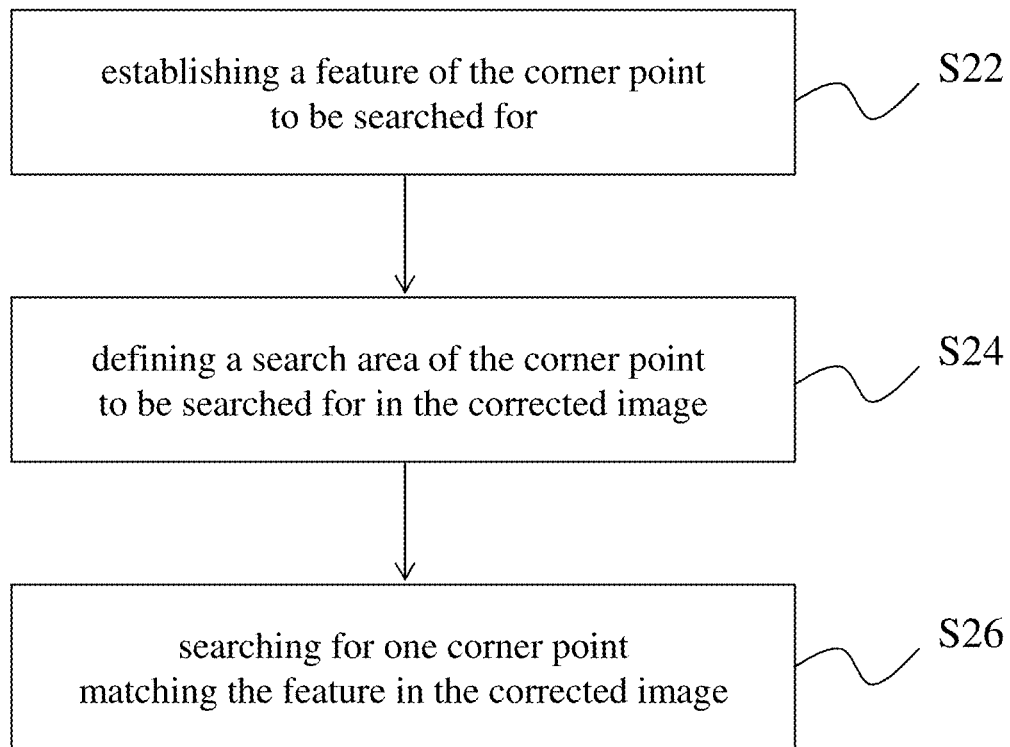 establishing a feature of the corner point
to be searched for
S22
defining a search area of the corner point
to be searched for in the corrected image
S24
searching for one corner point
matching the feature in the corrected image
S26